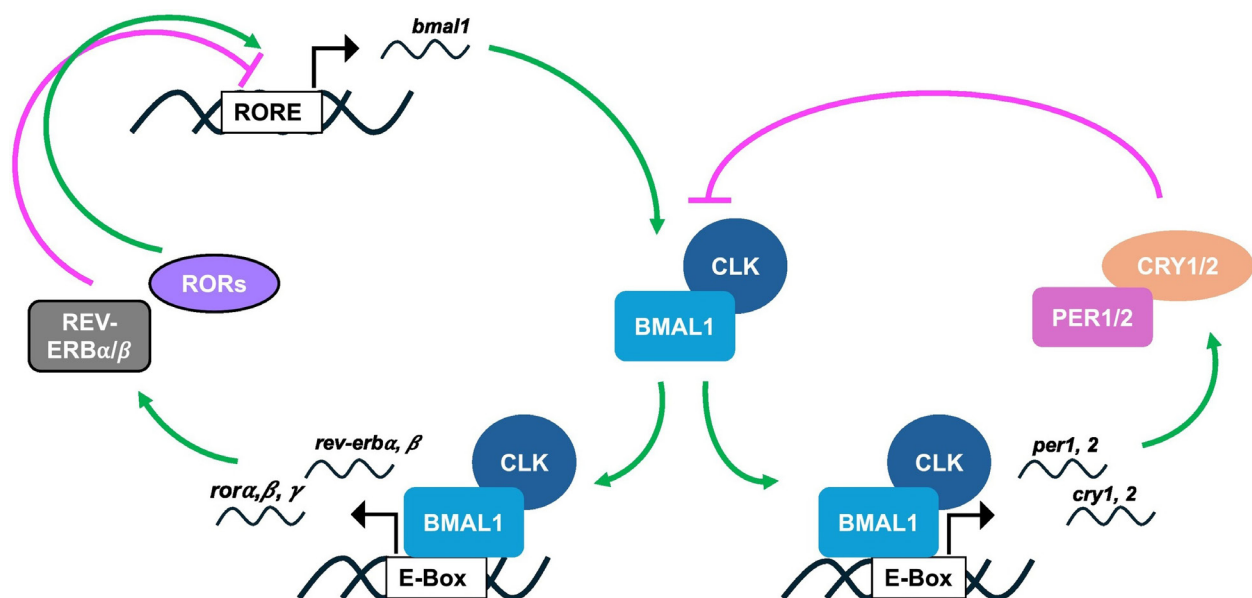 bmal1
RORE
CLK
BMAL1
RORs
REV-
ERBα/β
CRY1/2
PER1/2
rev-erbα, β
rorα,β, γ
CLK
BMAL1
E-Box
CLK
BMAL1
E-Box
per1, 2
cry1, 2